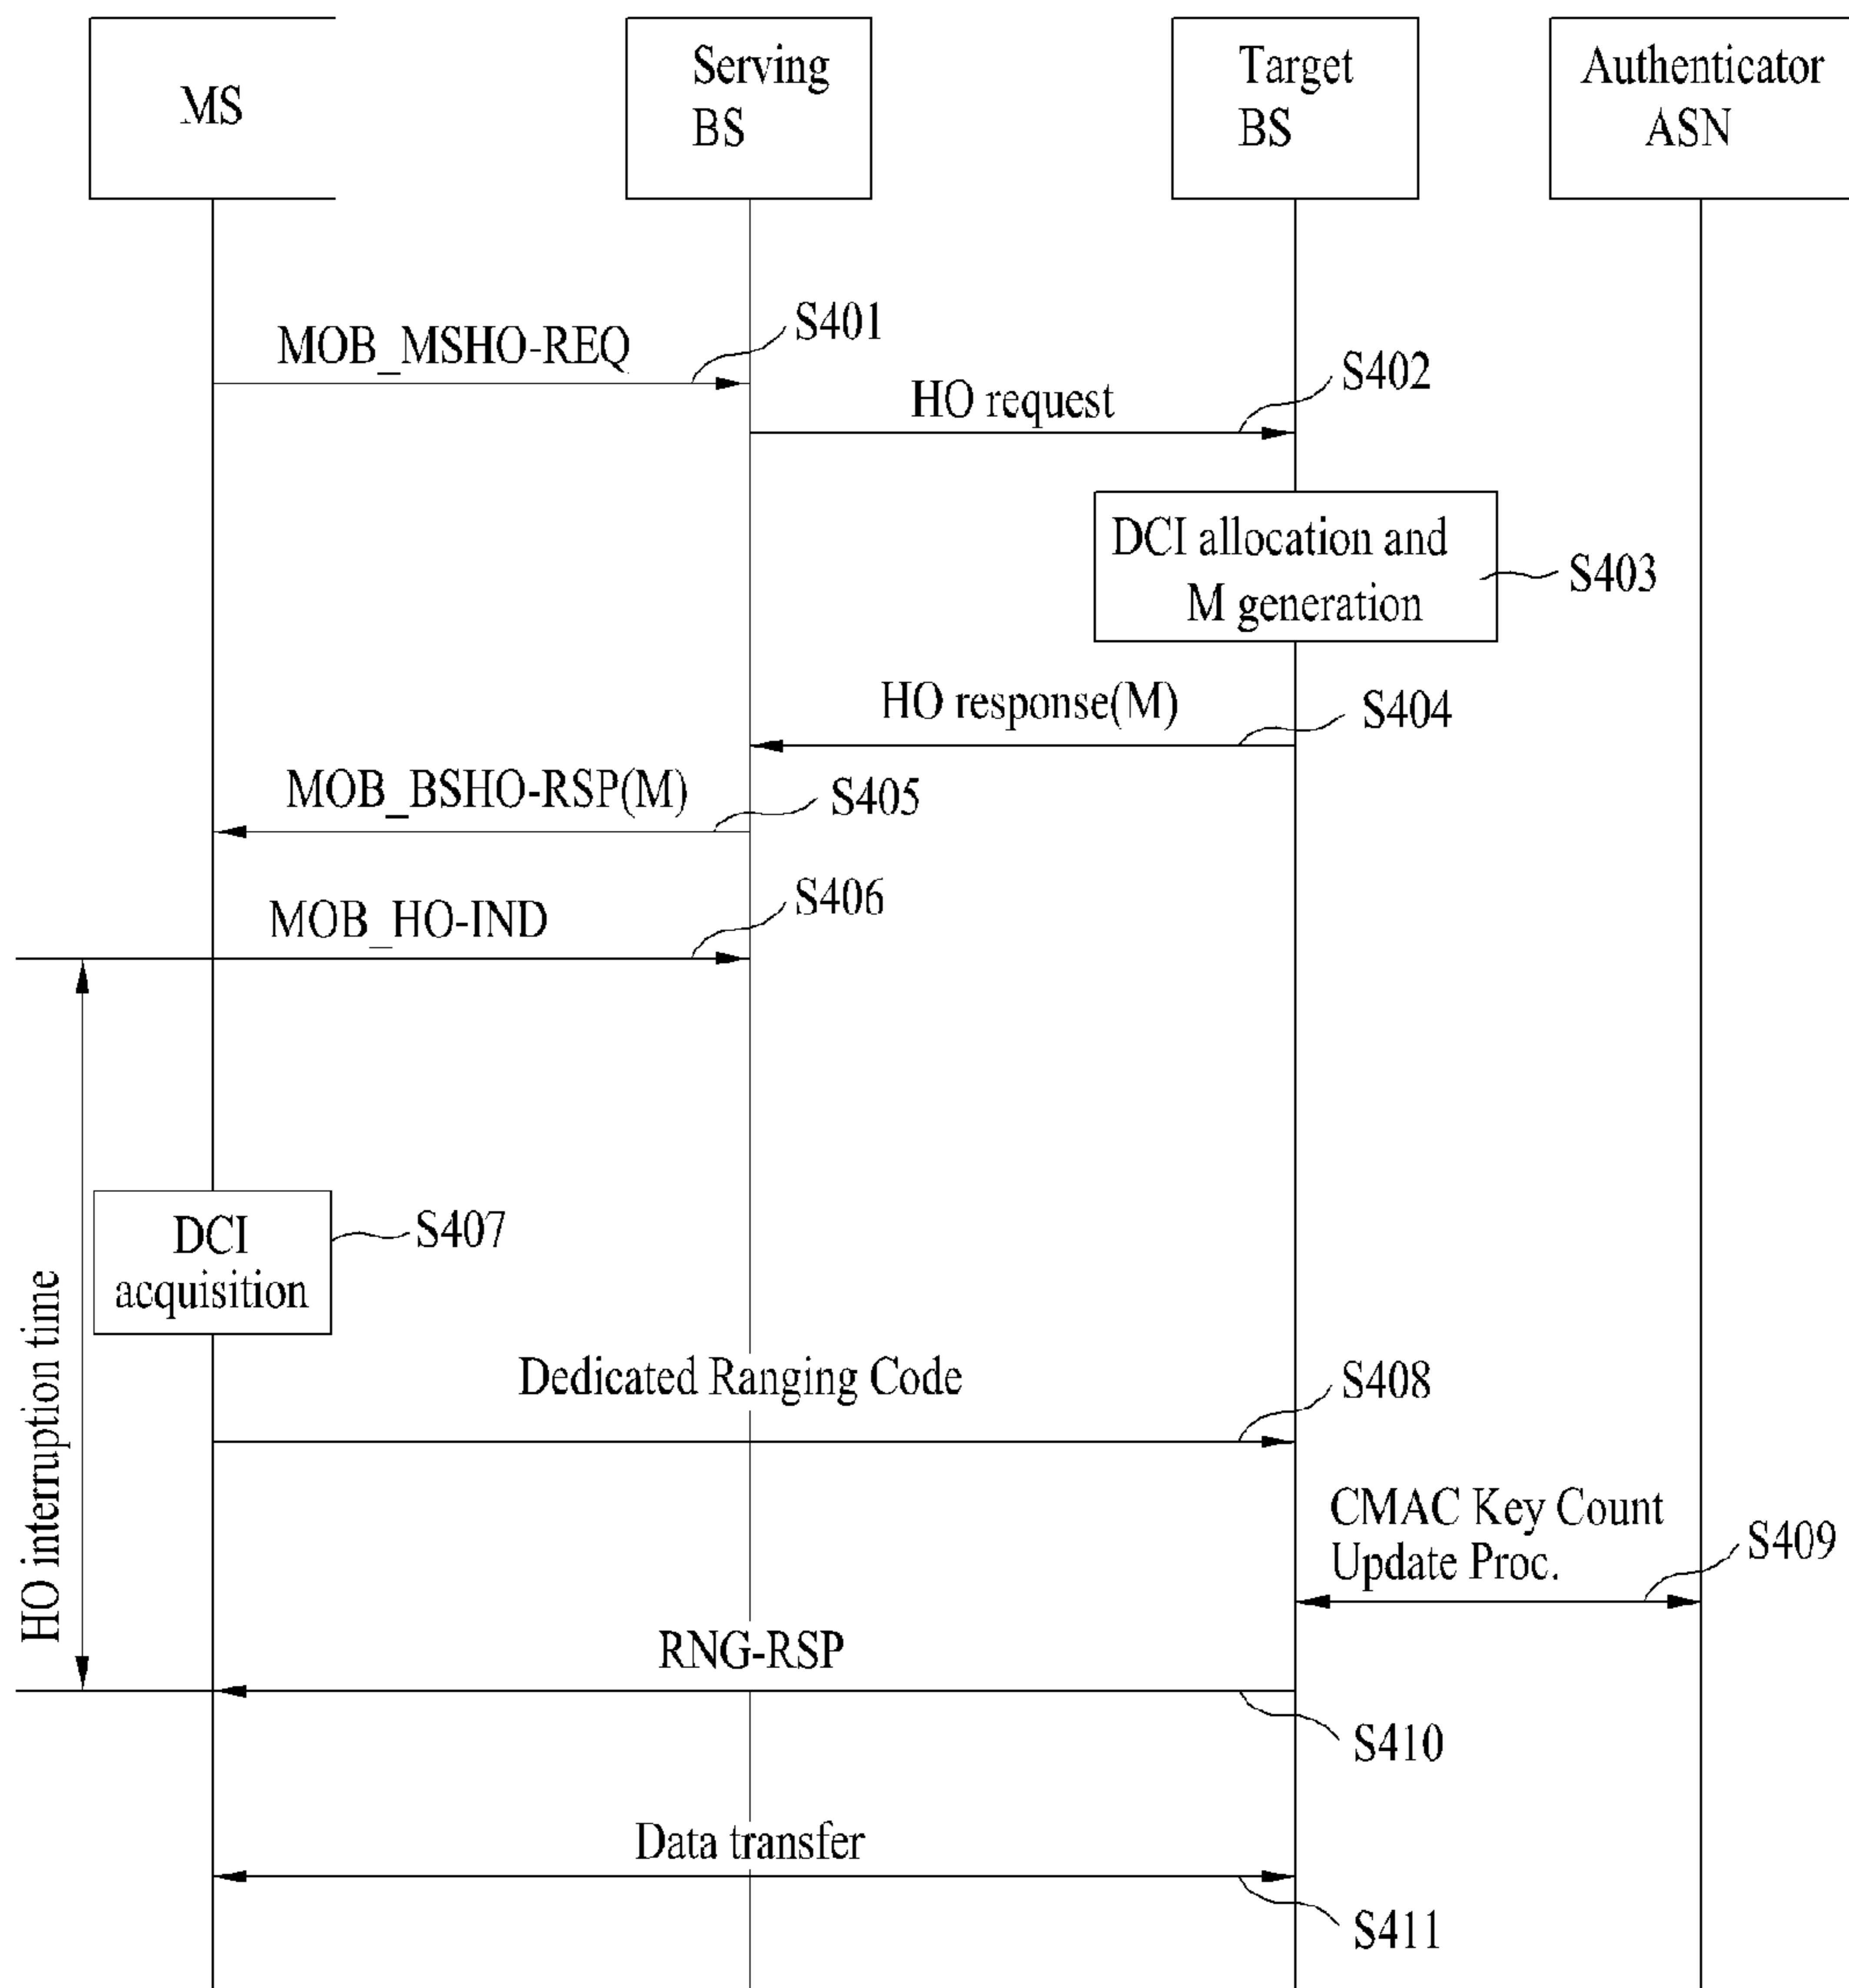 MS
Serving
BS
Target
BS
Authenticator
ASN
MOB_MSHO-REQ
S401
HO request
S402
DCI allocation and
M generation
S403
HO response(M)
S404
MOB_BSHO-RSP(M)
S405
MOB_HO-IND
S406
HO interruption time
DCI
acquisition
S407
Dedicated Ranging Code
S408
CMAC Key Count
Update Proc.
S409
RNG-RSP
S410
Data transfer
S411